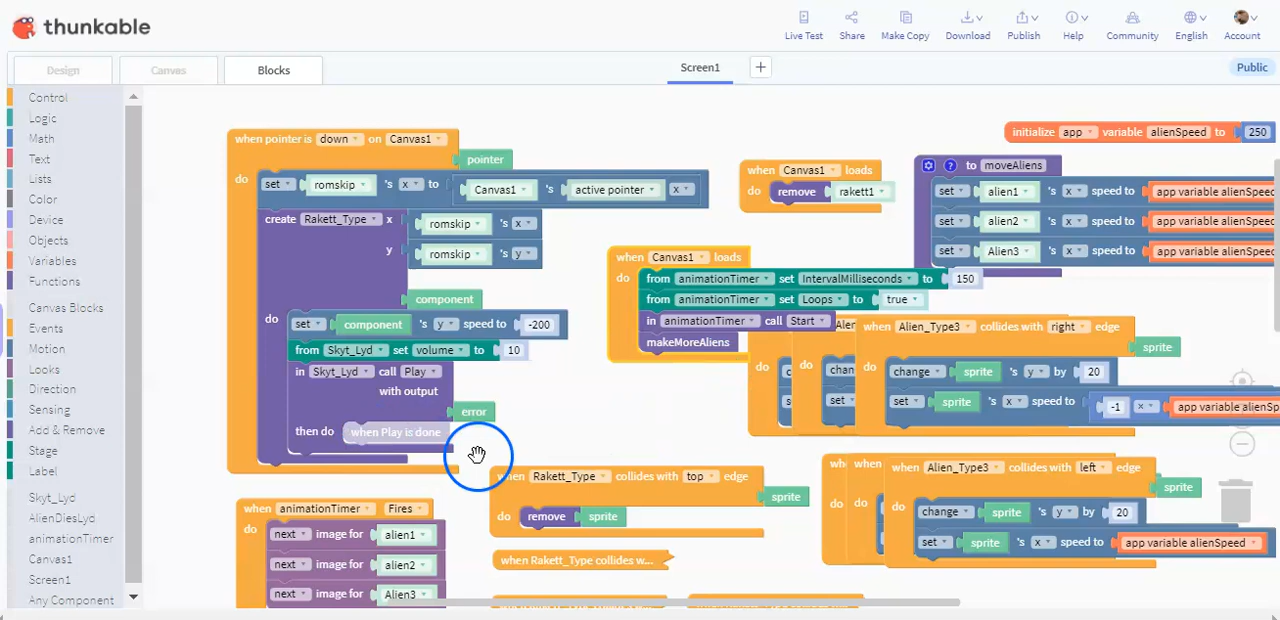 thunkable
Live Test
Share
Make Copy
Download
Publish
Help
Community
English
Account
Design
Canvas
Blocks
Screen1
+
Public
Control
Logic
Math
Text
Lists
Color
Device
Objects
Variables
Functions
Canvas Blocks
Events
Motion
Looks
Direction
Sensing
Add & Remove
Stage
Label
Skyt_Lyd
AlienDiesLyd
animationTimer
Canvas1
Screen1
Any Component
when pointer is down on Canvas1
pointer
do set romskip 's x to Canvas1 's active pointer x
create Rakett_Type x romskip 's x
y romskip 's y
component
do set component 's y speed to -200
from Skyt_Lyd set volume to 10
in Skyt_Lyd call Play
with output
error
then do when Play is done
when animationTimer Fires
do next image for alien1
next image for alien2
next image for Alien3
when Canvas1 loads
do remove rakett1
when Canvas1 loads
do from animationTimer set IntervalMilliseconds to 150
from animationTimer set Loops to true
in animationTimer call Start
makeMoreAliens
initialize app variable alienSpeed to 250
? to moveAliens
set alien1 's x speed to app variable alienSpeed
set alien2 's x speed to app variable alienSpeed
set Alien3 's x speed to app variable alienSpeed
do
do
when Alien_Type3 collides with right edge
sprite
do change sprite 's y by 20
set sprite 's x speed to -1 x app variable alienSp
when Rakett_Type collides with top edge
sprite
do remove sprite
when Rakett_Type collides w...
when
do
do
when Alien_Type3 collides with left edge
sprite
do change sprite 's y by 20
set sprite 's x speed to app variable alienSpeed